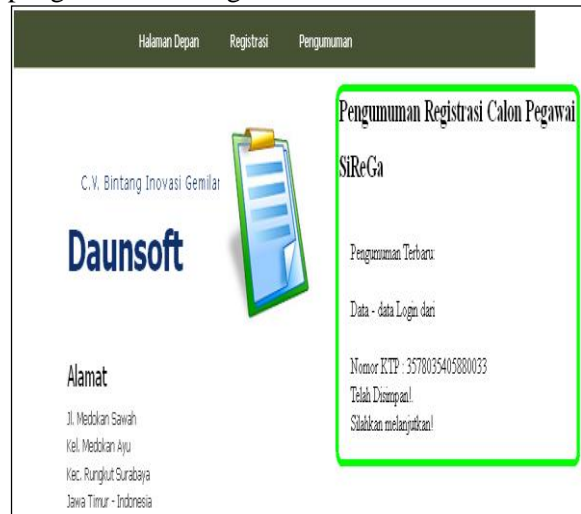 Halaman Depan Registrasi Pengumuman
C.V. Bintang Inovasi Gemilar
Daunsoft
Alamat
Jl. Medokan Sawah
Kel. Medokan Ayu
Kec. Rungkut Surabaya
Jawa Timur - Indonesia
Pengumuman Registrasi Calon Pegawai
SiReGa
Pengumuman Terbaru:
Data - data Login dari
Nomor KTP : 3578035405880033
Telah Disimpan!.
Silahkan melanjutkan!